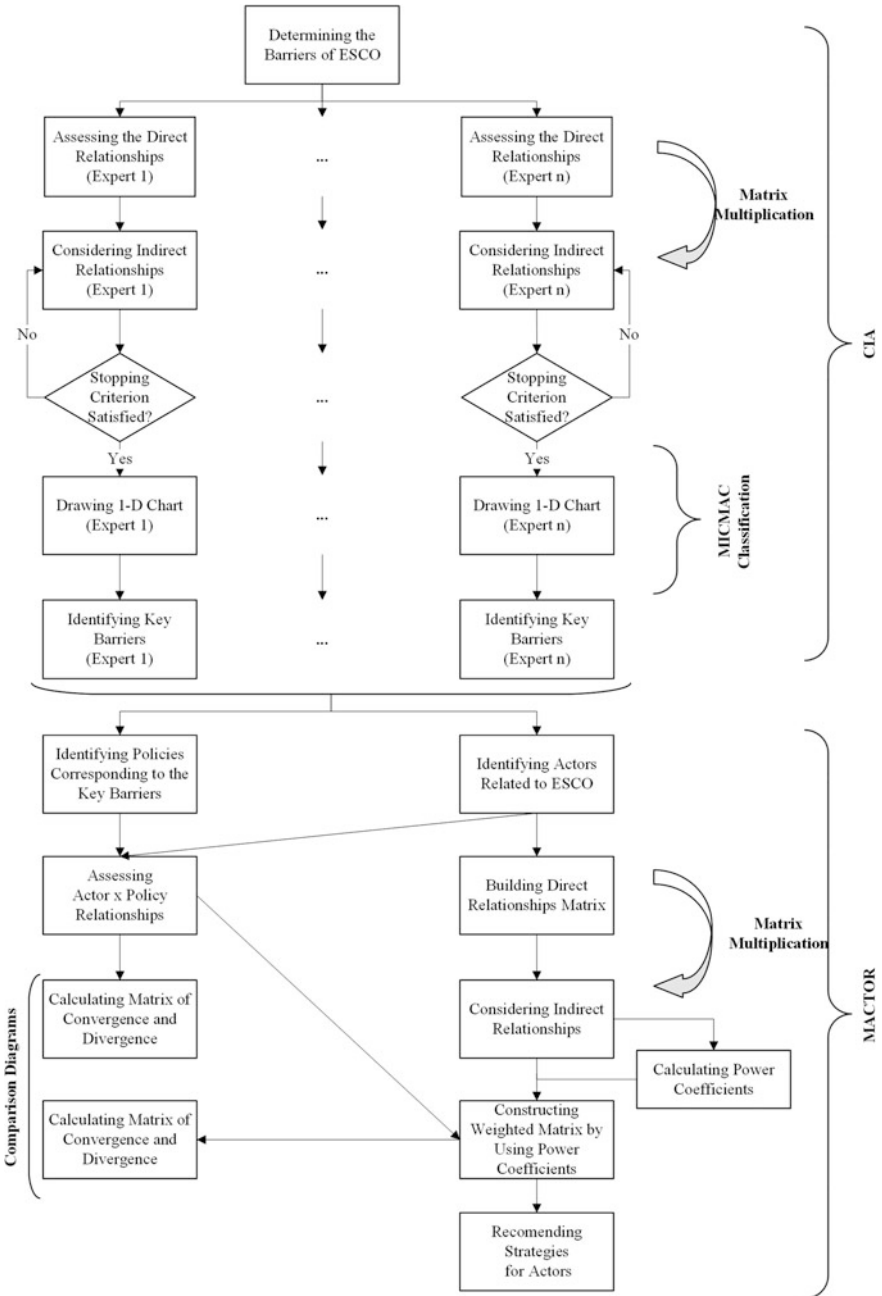 Determining the
Barriers of ESCO
Assessing the Direct
Relationships
(Expert 1)
...
Assessing the Direct
Relationships
(Expert n)
Matrix
Multiplication
Considering Indirect
Relationships
(Expert 1)
...
Considering Indirect
Relationships
(Expert n)
No
No
Stopping
Criterion
Satisfied?
...
Stopping
Criterion
Satisfied?
CIA
Yes
Yes
Drawing 1-D Chart
(Expert 1)
...
Drawing 1-D Chart
(Expert n)
MICMAC
Classification
Identifying Key
Barriers
(Expert 1)
...
Identifying Key
Barriers
(Expert n)
Identifying Policies
Corresponding to the
Key Barriers
Identifying Actors
Related to ESCO
Assessing
Actor x Policy
Relationships
Building Direct
Relationships Matrix
Matrix
Multiplication
Calculating Matrix of
Convergence and
Divergence
Considering Indirect
Relationships
MACTOR
Calculating Power
Coefficients
Comparison Diagrams
Calculating Matrix of
Convergence and
Divergence
Constructing
Weighted Matrix by
Using Power
Coefficients
Recomending
Strategies
for Actors